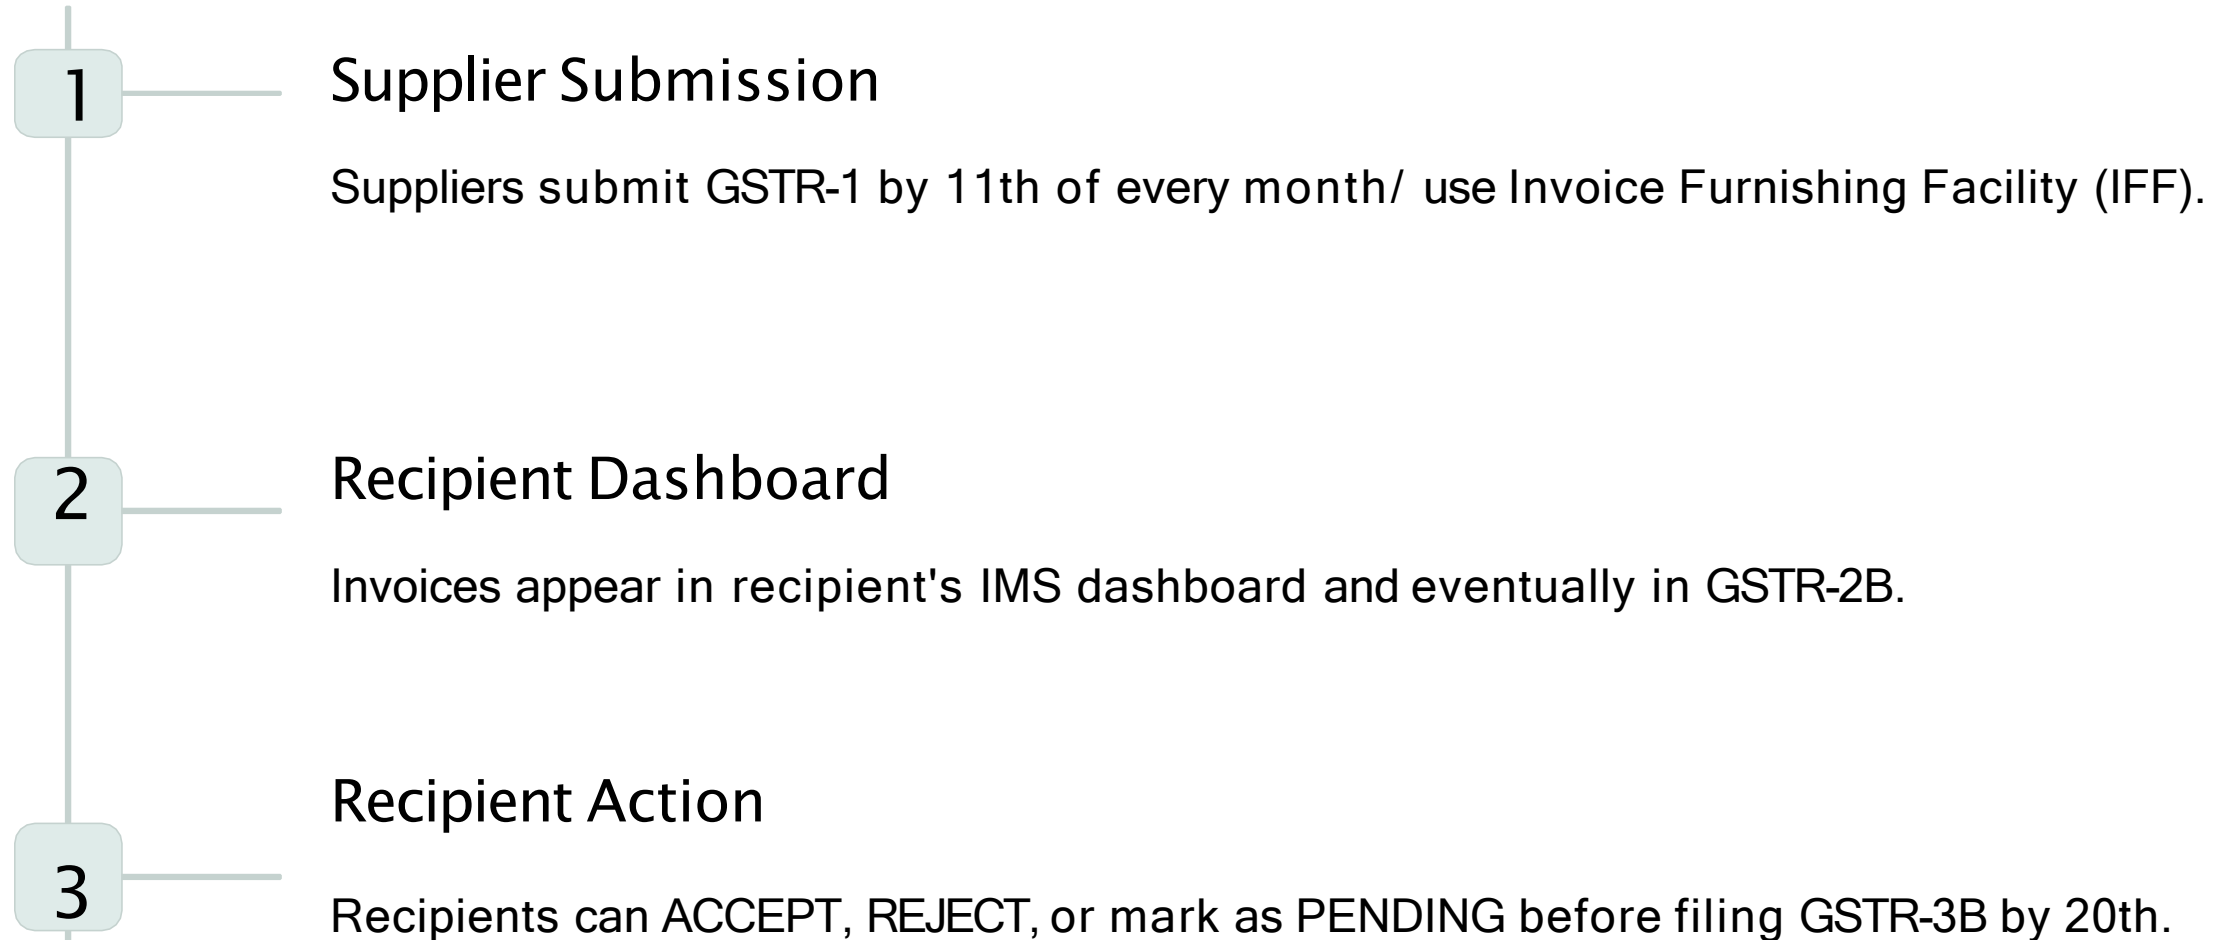 1
Supplier Submission
Suppliers submit GSTR-1 by 11th of every month/ use Invoice Furnishing Facility (IFF).
2
Recipient Dashboard
Invoices appear in recipient's IMS dashboard and eventually in GSTR-2B.
Recipient Action
3
Recipients can ACCEPT, REJECT, or mark as PENDING before filing GSTR-3B by 20th.